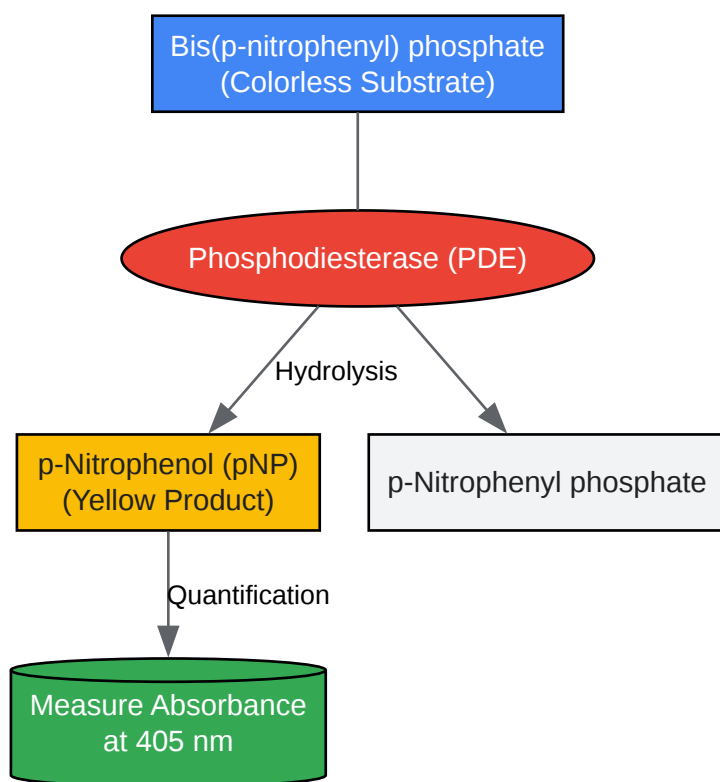 Bis(p-nitrophenyl) phosphate
(Colorless Substrate)
Phosphodiesterase (PDE)
Hydrolysis
p-Nitrophenol (pNP)
(Yellow Product)
p-Nitrophenyl phosphate
Quantification
Measure Absorbance
at 405 nm